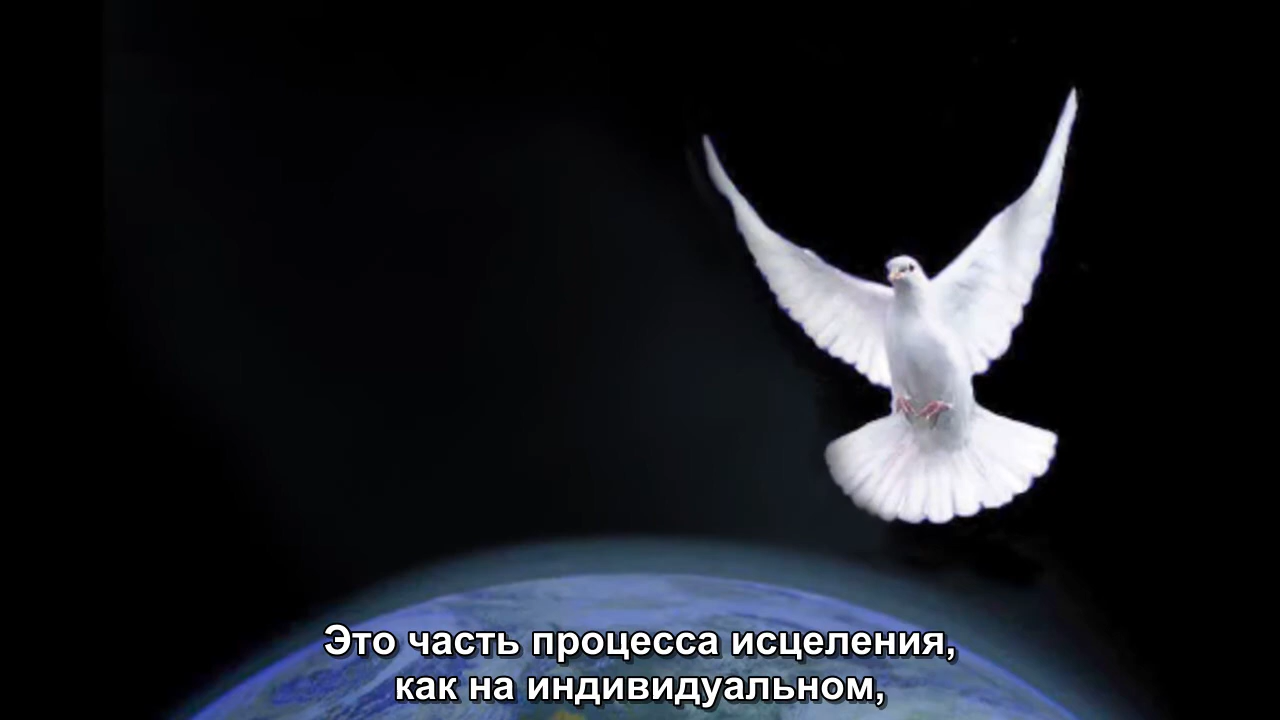 Это часть процесса исцеления,
как на индивидуальном,